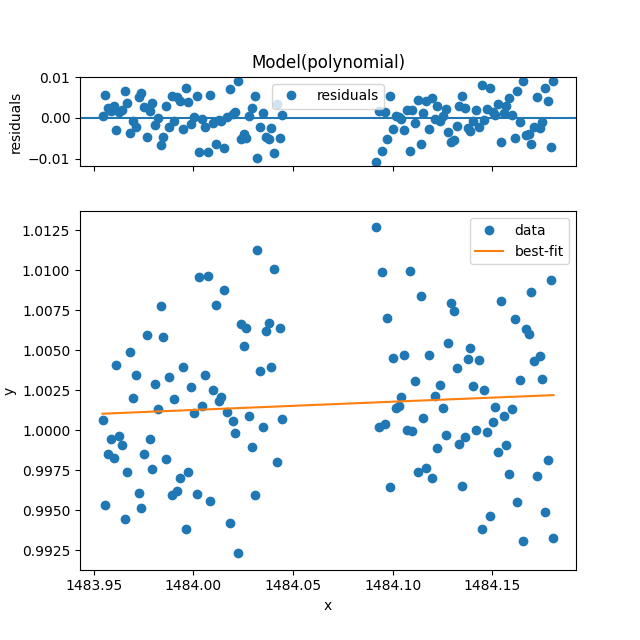 Model(polynomial)
0.01
0.00
−0.01
residuals
residuals
1.0125
1.0100
1.0075
1.0050
1.0025
1.0000
0.9975
0.9950
0.9925
y
data
best-fit
1483.95 1484.00 1484.05 1484.10 1484.15
x